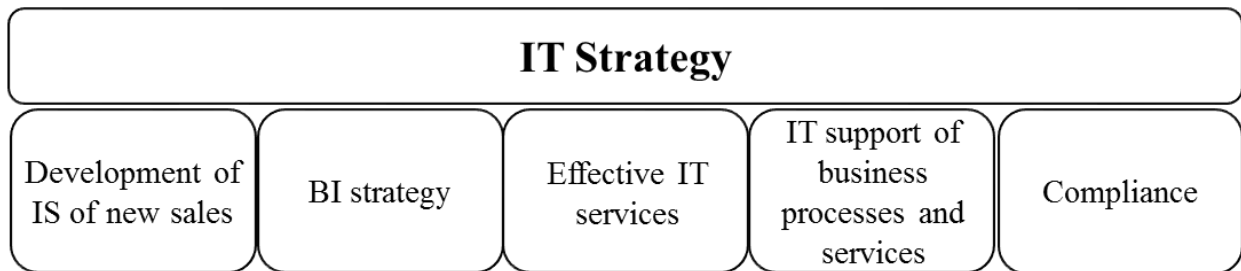 IT Strategy
Development of
IS of new sales
BI strategy
Effective IT
services
IT support of
business
processes and
services
Compliance